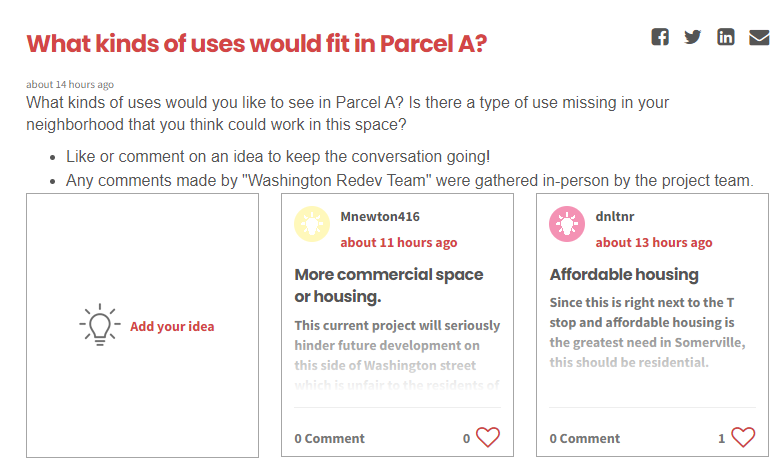 What kinds of uses would fit in Parcel A?
about 14 hours ago
What kinds of uses would you like to see in Parcel A? Is there a type of use missing in your
neighborhood that you think could work in this space?
• Like or comment on an idea to keep the conversation going!
• Any comments made by "Washington Redev Team" were gathered in-person by the project team.
Add your idea
Mnewton416
about 11 hours ago
More commercial space
or housing.
This current project will seriously
hinder future development on
this side of Washington street
which is unfair to the residents of
0 Comment
0
dnltnr
about 13 hours ago
Affordable housing
Since this is right next to the T
stop and affordable housing is
the greatest need in Somerville,
this should be residential.
0 Comment
1